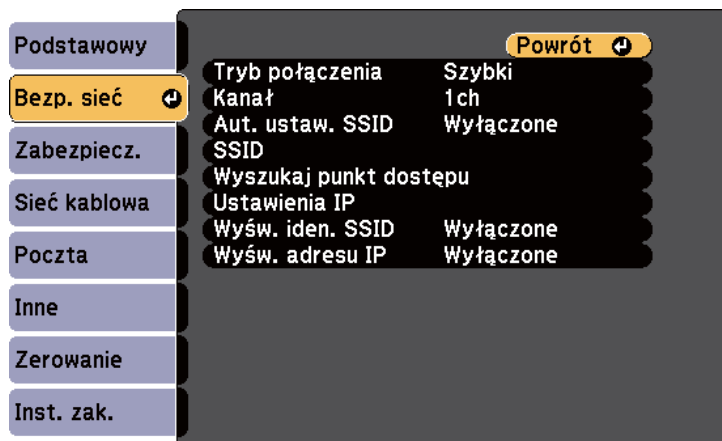 Podstawowy
Bezp. sieć
Zabezpiecz.
Sieć kablowa
Poczta
Inne
Zerowanie
Inst. zak.
Powrót
Tryb połączenia Szybki
Kanał 1ch
Aut. ustaw. SSID Wyłączone
SSID
Wyszukaj punkt dostępu
Ustawienia IP
Wyśw. iden. SSID Wyłączone
Wyśw. adresu IP Wyłączone